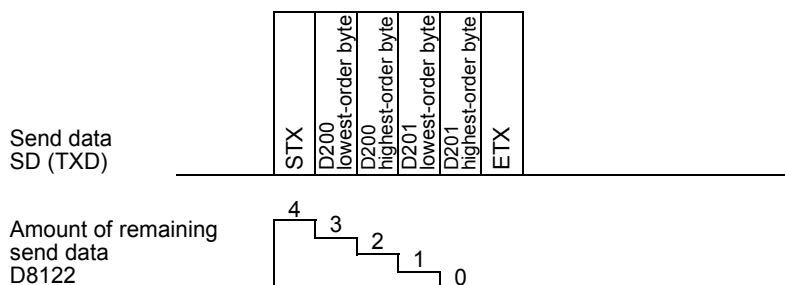 STX
D200
lowest-order byte
D200
highest-order byte
D201
lowest-order byte
D201
highest-order byte
ETX
Send data
SD (TXD)
4
3
2
1
0
Amount of remaining
send data
D8122